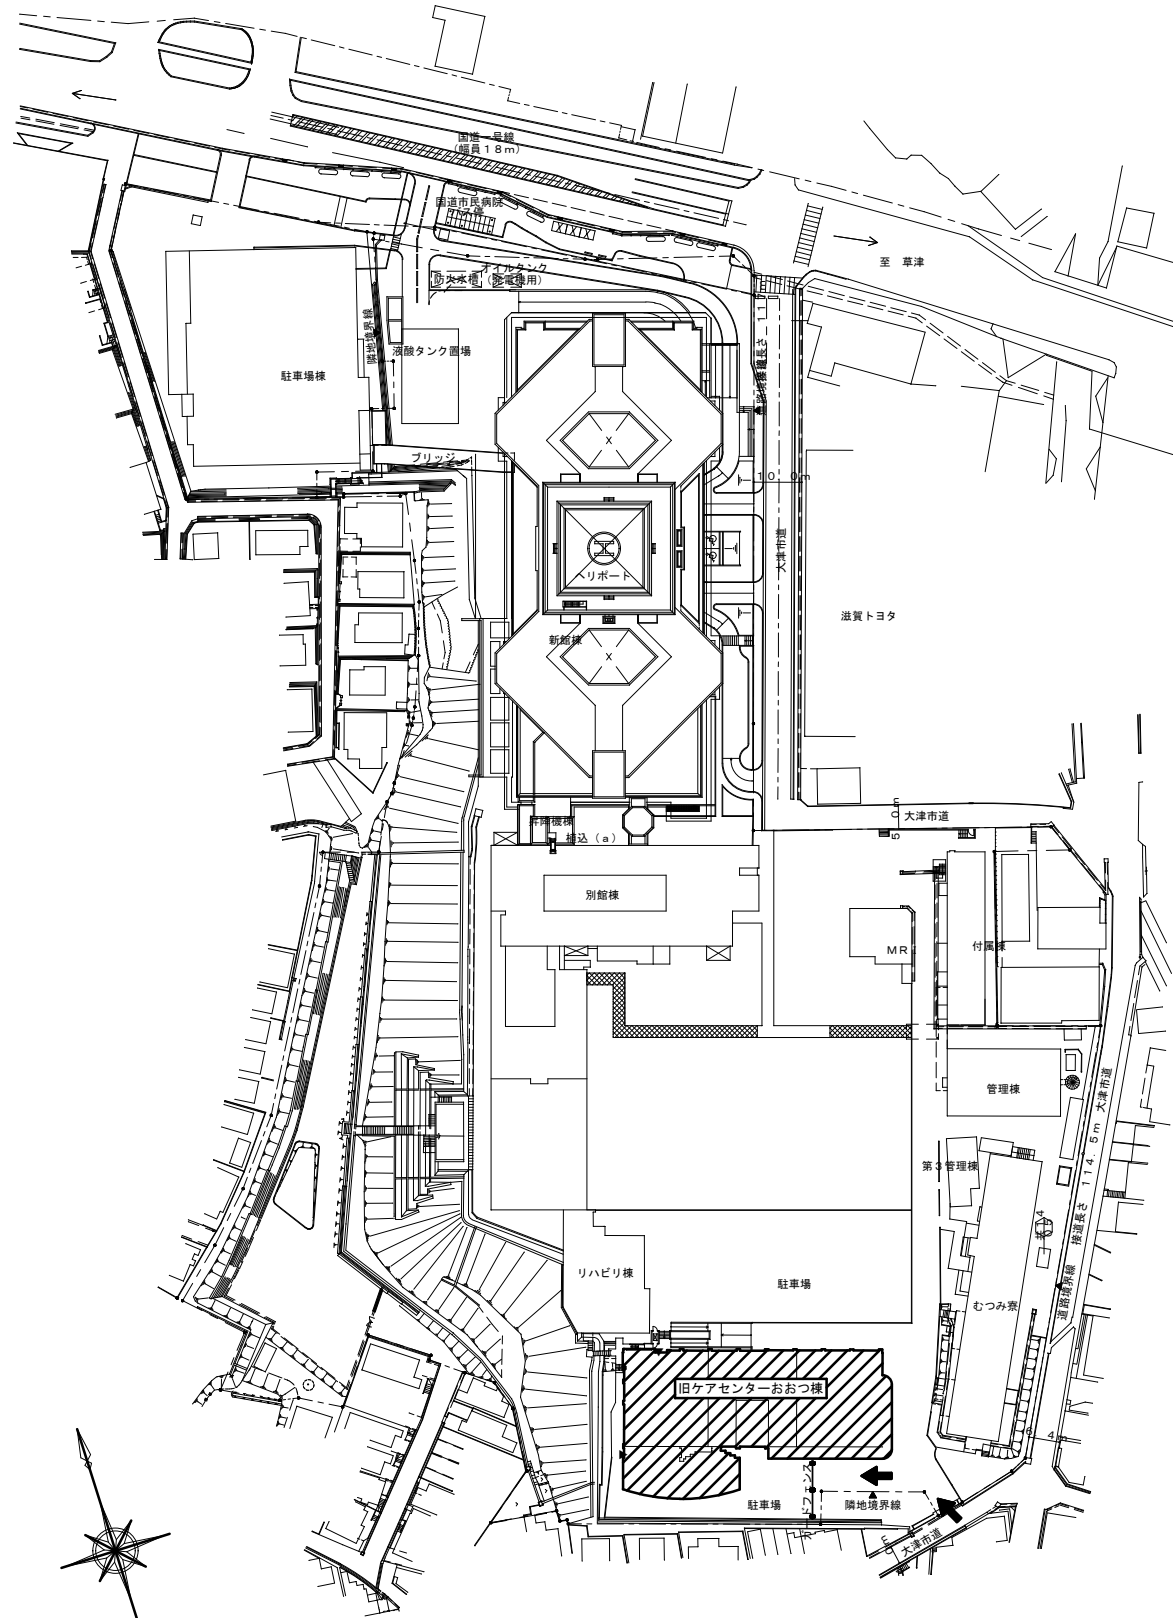 国道一号線
(幅員18m)
国道市民病院
バス停
至 草津
オイルタンク
防火水槽
(発電機用)
隣地境界線
液酸タンク置場
駐車場棟
ブリッジ
10.0m
大津市道
ヘリポート
滋賀トヨタ
新館棟
5.0m
大津市道
昇降機棟
植込(a)
別館棟
MRI
付属棟
管理棟
第3管理棟
道路境界線 接道長さ 114.5m 大津市道
リハビリ棟
駐車場
むつみ寮
旧ケアセンターおおつ棟
駐車場
隣地境界線
大津市道